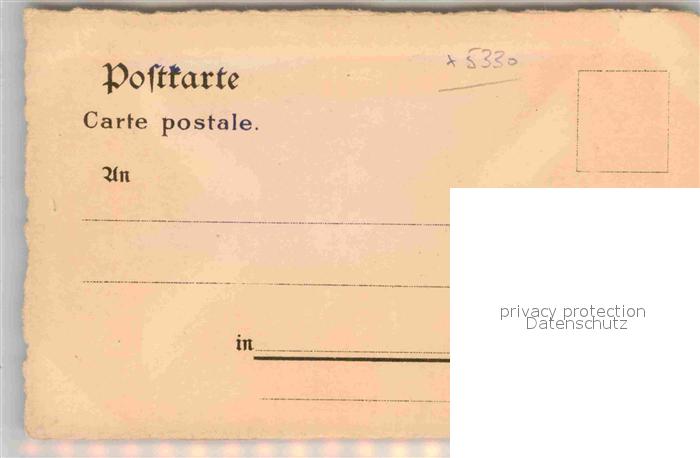 x 5330
Postkarte
Carte postale.
An
privacy protection
Datenschutz
in